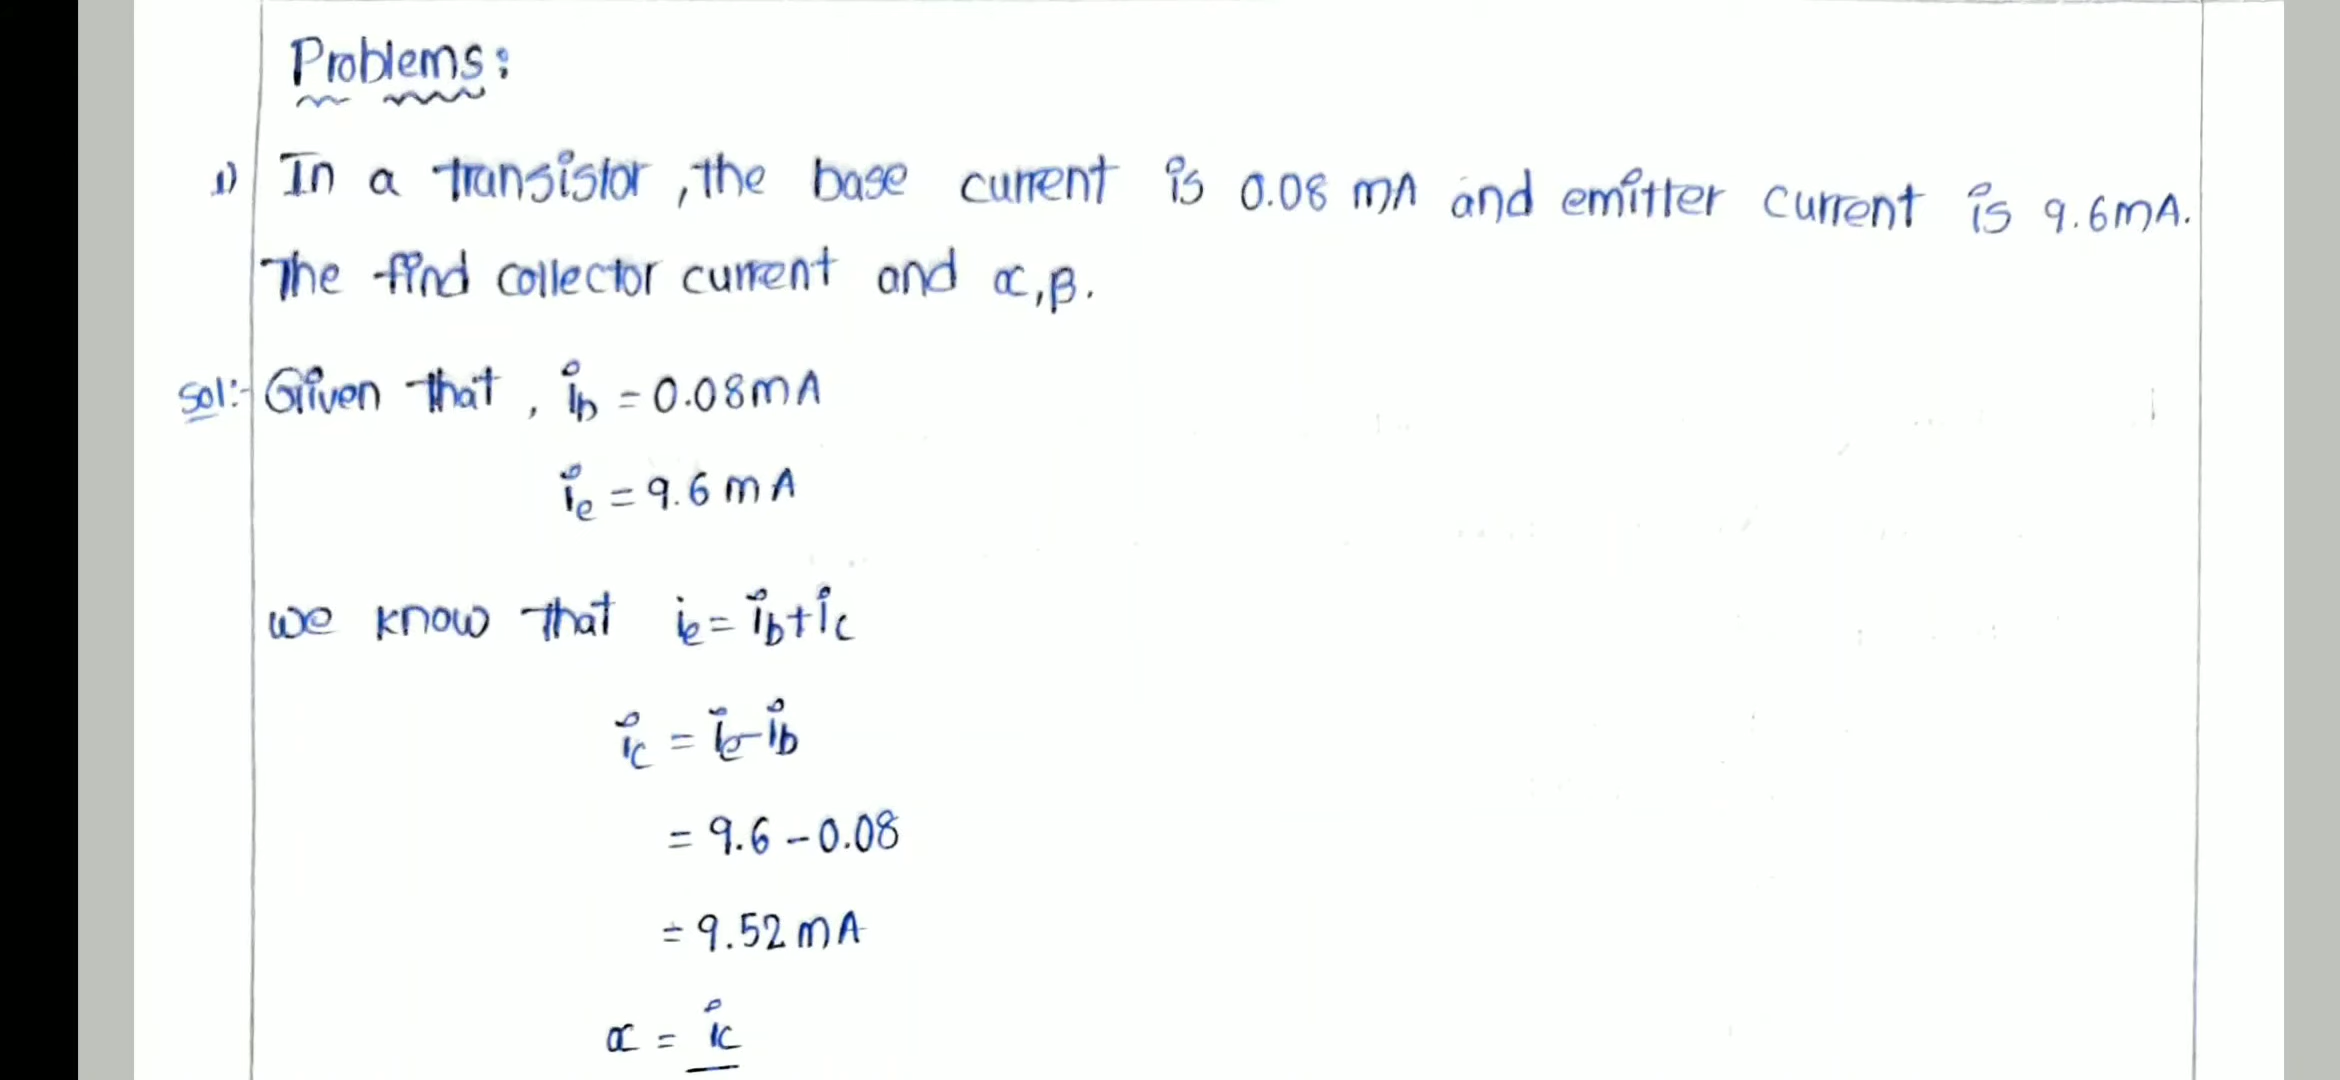 Problems:
1) In a transistor, the base current is 0.08 mA and emitter current is 9.6mA.
The find collector current and α,β.
Sol:- Given that, ib = 0.08mA
ie = 9.6 mA
we know that ie = ib+ic
ic = ie-ib
= 9.6 - 0.08
= 9.52 mA
α = ic